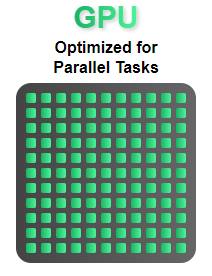 GPU
Optimized for
Parallel Tasks